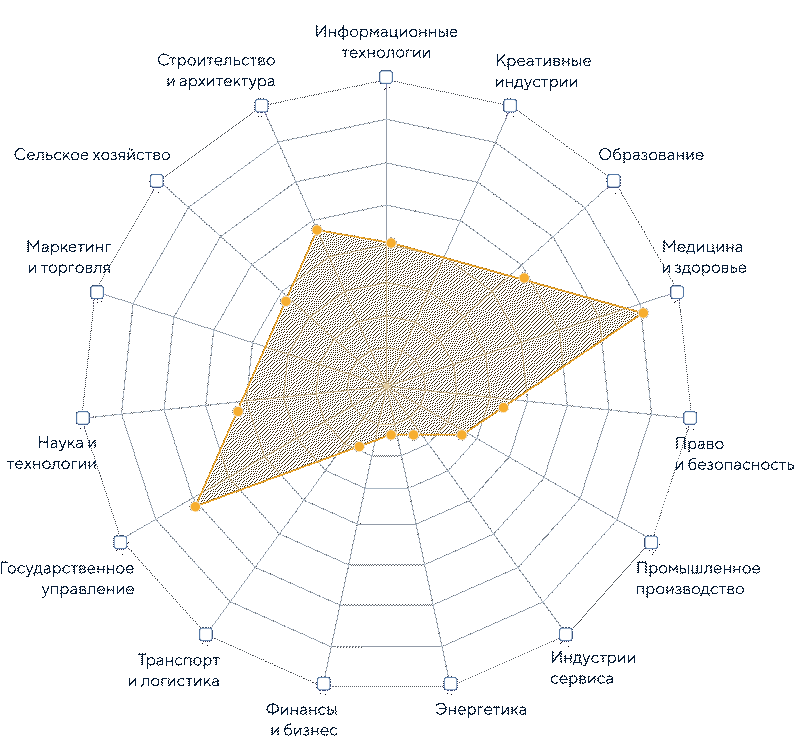 Информационные
технологии
Креативные
индустрии
Образование
Медицина
и здоровье
Право
и безопасность
Промышленное
производство
Индустрии
сервиса
Энергетика
Финансы
и бизнес
Транспорт
и логистика
Государственное
управление
Наука и
технологии
Маркетинг
и торговля
Сельское хозяйство
Строительство
и архитектура